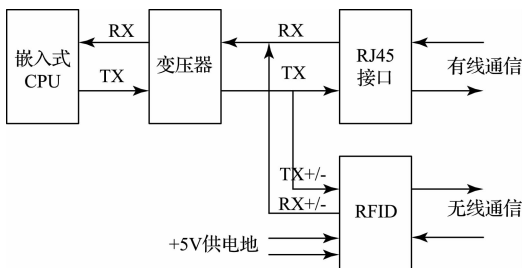 嵌入式
CPU
RX
TX
变压器
RX
TX
RJ45
接口
有线通信
TX+/-
RX+/-
RFID
无线通信
+5V供电地